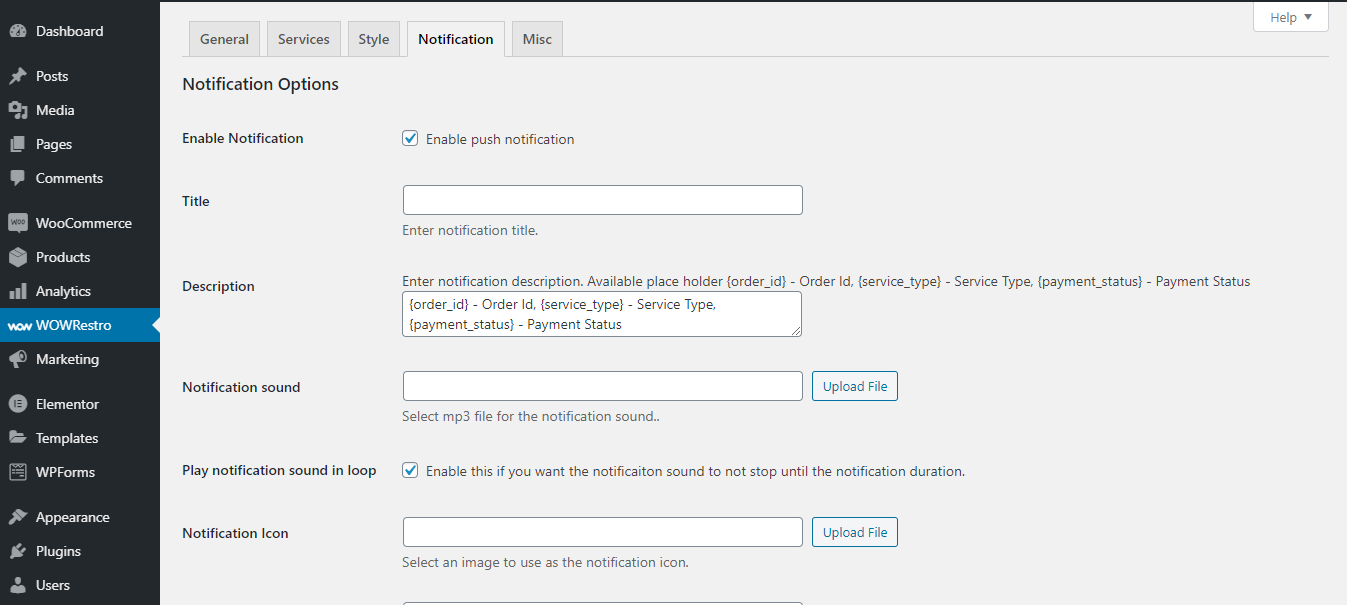 Dashboard
Posts
Media
Pages
Comments
WOO WooCommerce
Products
Analytics
wow WOWRestro
Marketing
Elementor
Templates
WPForms
Appearance
Plugins
Users
Help ▼
General Services Style Notification Misc
Notification Options
Enable Notification Enable push notification
Title
Enter notification title.
Description Enter notification description. Available place holder {order_id} - Order Id, {service_type} - Service Type, {payment_status} - Payment Status
{order_id} - Order Id, {service_type} - Service Type,
{payment_status} - Payment Status
Notification sound Upload File
Select mp3 file for the notification sound..
Play notification sound in loop Enable this if you want the notificaiton sound to not stop until the notification duration.
Notification Icon Upload File
Select an image to use as the notification icon.